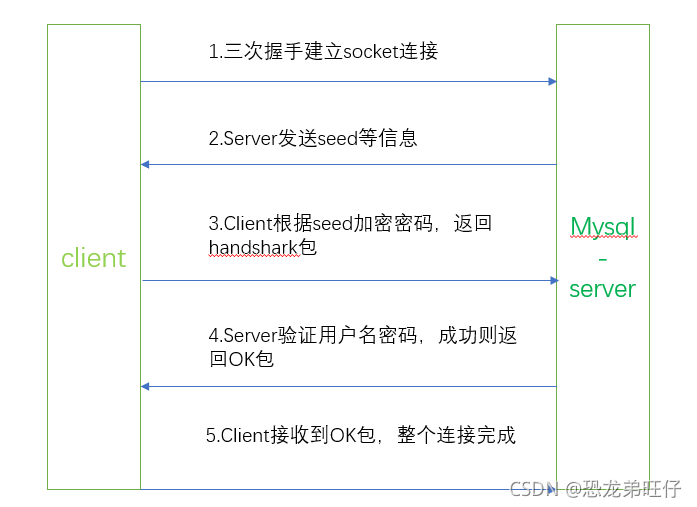 1.三次握手建立socket连接
2.Server发送seed等信息
3.Client根据seed加密密码，返回
handshark包
client
Mysql
-
server
4.Server验证用户名密码，成功则返
回OK包
5.Client接收到OK包，整个连接完成
CSDN @恐龙弟旺仔